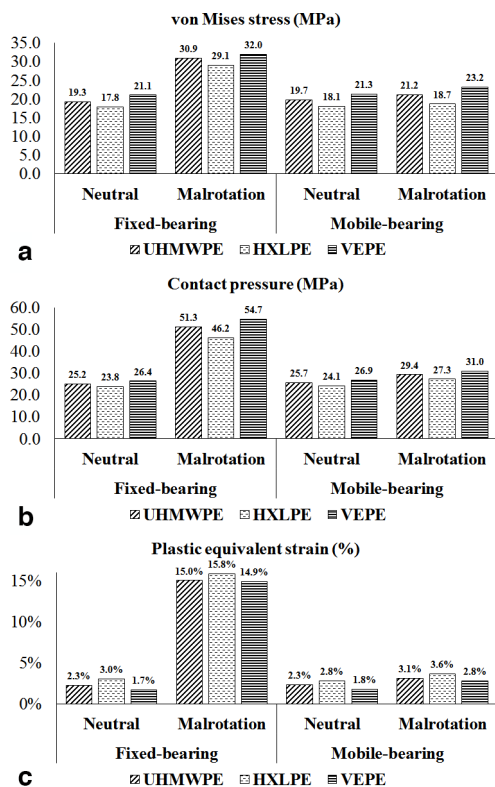 von Mises stress (MPa)
35.0
30.0
25.0
20.0
15.0
10.0
5.0
0.0
19.3 17.8 21.1 30.9 29.1 32.0 19.7 18.1 21.3 21.2 18.7 23.2
Neutral Malrotation Neutral Malrotation
Fixed-bearing Mobile-bearing
a UHMWPE HXLPE VEPE
Contact pressure (MPa)
60.0
50.0
40.0
30.0
20.0
10.0
0.0
25.2 23.8 26.4 51.3 46.2 54.7 25.7 24.1 26.9 29.4 27.3 31.0
Neutral Malrotation Neutral Malrotation
Fixed-bearing Mobile-bearing
b UHMWPE HXLPE VEPE
Plastic equivalent strain (%)
15%
10%
5%
0%
2.3% 3.0% 1.7% 15.0% 15.8% 14.9% 2.3% 2.8% 1.8% 3.1% 3.6% 2.8%
Neutral Malrotation Neutral Malrotation
Fixed-bearing Mobile-bearing
c UHMWPE HXLPE VEPE